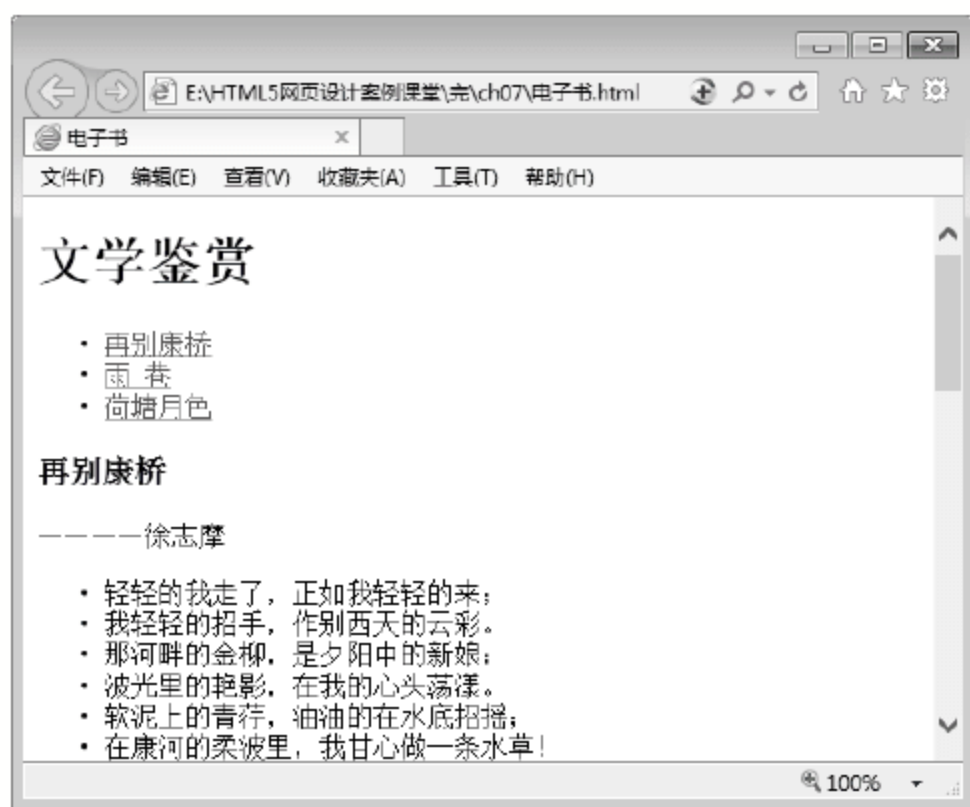 E:\HTML5网页设计案例课堂\完\ch07\电子书.html
电子书
文件(F) 编辑(E) 查看(V) 收藏夹(A) 工具(T) 帮助(H)
文学鉴赏
• 再别康桥
• 雨 巷
• 荷塘月色
再别康桥
————徐志摩
• 轻轻的我走了，正如我轻轻的来；
• 我轻轻的招手，作别西天的云彩。
• 那河畔的金柳，是夕阳中的新娘；
• 波光里的艳影，在我的心头荡漾。
• 软泥上的青荇，油油的在水底招摇；
• 在康河的柔波里，我甘心做一条水草！
100%